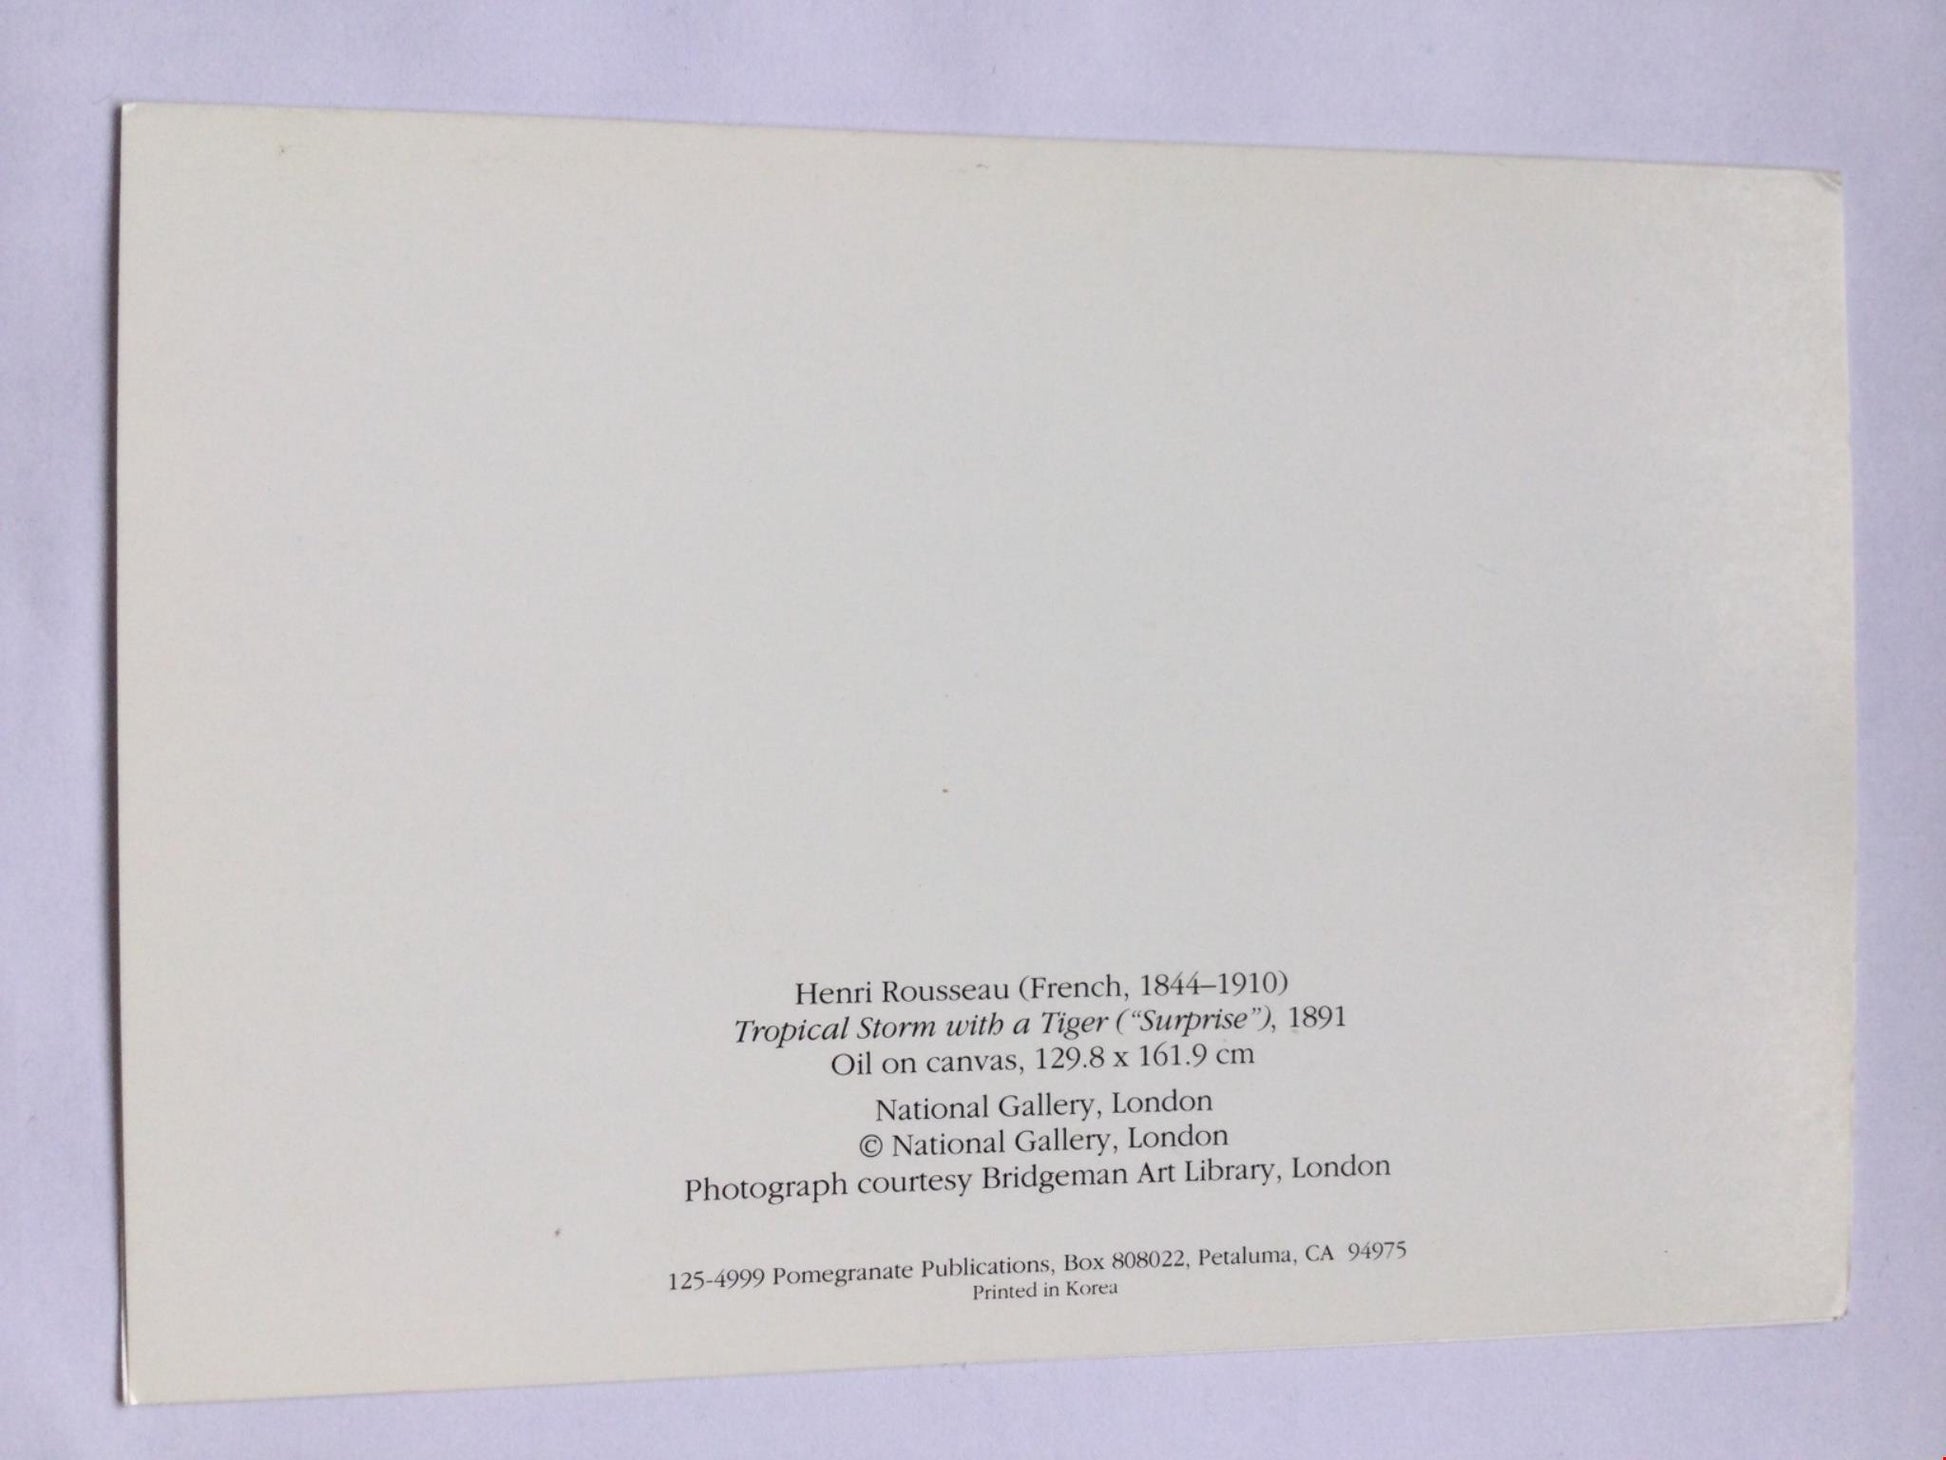 Henri Rousseau (French, 1844–1910)
Tropical Storm with a Tiger (“Surprise”), 1891
Oil on canvas, 129.8 x 161.9 cm
National Gallery, London
© National Gallery, London
Photograph courtesy Bridgeman Art Library, London
125-4999 Pomegranate Publications, Box 808022, Petaluma, CA 94975
Printed in Korea